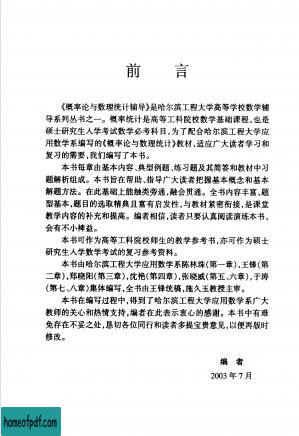 前言
《概率论与数理统计辅导》是哈尔滨工程大学高等学校数学辅
导系列丛书之一。概率统计是高等工科院校数学基础课程,也是
硕士研究生入学考试数学必考科目,为了配合哈尔滨工程大学应
用数学系编写的《概率论与数理统计》教材,适应广大读者学习和
复习的需要,我们编写了本书。
本书每章由基本内容、典型例题、练习题及其简答和教材中习
题解析组成。本书旨在帮助、指导广大读者把握基本概念和基本
解题方法。在此基础上能触类旁通,融会贯通。全书内容丰富,题
型基本,题目的选取精典且富有启发性,与教材紧密衔接,是课堂
教学内容的补充和提高。编者相信,读者只要认真阅读演练本书,
会有不小裨益。
本书可作为高等工科院校师生的教学参考书,亦可作为硕士
研究生入学数学考试的复习参考资料。
本书由哈尔滨工程大学应用数学系陈林珠(第一章),王锋(第
二章),郑晓阳(第三章),沈艳(第四章),张晓威(第五、六章),于涛
(第七、八章)集体编写,全书由王锋统稿,施久玉教授主审。
本书在编写过程中,得到了哈尔滨工程大学应用数学系广大
教师的关心和热情支持,编者在此表示衷心的感谢。本书中有难
免存在不妥之处,恳切各位同行和读者多提宝贵意见,以便再版时
修改。
编者
2003年7月
homeofpdf.com